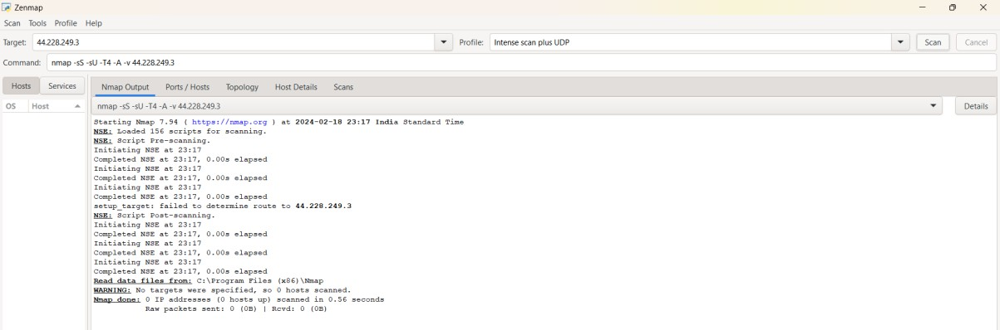 Zenmap
Scan Tools Profile Help
Target: 44.228.249.3 Profile: Intense scan plus UDP Scan Cancel
Command: nmap -sS -sU -T4 -A -v 44.228.249.3
Hosts Services Nmap Output Ports / Hosts Topology Host Details Scans
OS Host nmap -sS -sU -T4 -A -v 44.228.249.3 Details
Starting Nmap 7.94 ( https://nmap.org ) at 2024-02-18 23:17 India Standard Time
NSE: Loaded 156 scripts for scanning.
NSE: Script Pre-scanning.
Initiating NSE at 23:17
Completed NSE at 23:17, 0.00s elapsed
Initiating NSE at 23:17
Completed NSE at 23:17, 0.00s elapsed
Initiating NSE at 23:17
Completed NSE at 23:17, 0.00s elapsed
setup_target: failed to determine route to 44.228.249.3
NSE: Script Post-scanning.
Initiating NSE at 23:17
Completed NSE at 23:17, 0.00s elapsed
Initiating NSE at 23:17
Completed NSE at 23:17, 0.00s elapsed
Initiating NSE at 23:17
Completed NSE at 23:17, 0.00s elapsed
Read data files from: C:\Program Files (x86)\Nmap
WARNING: No targets were specified, so 0 hosts scanned.
Nmap done: 0 IP addresses (0 hosts up) scanned in 0.56 seconds
Raw packets sent: 0 (0B) | Rcvd: 0 (0B)